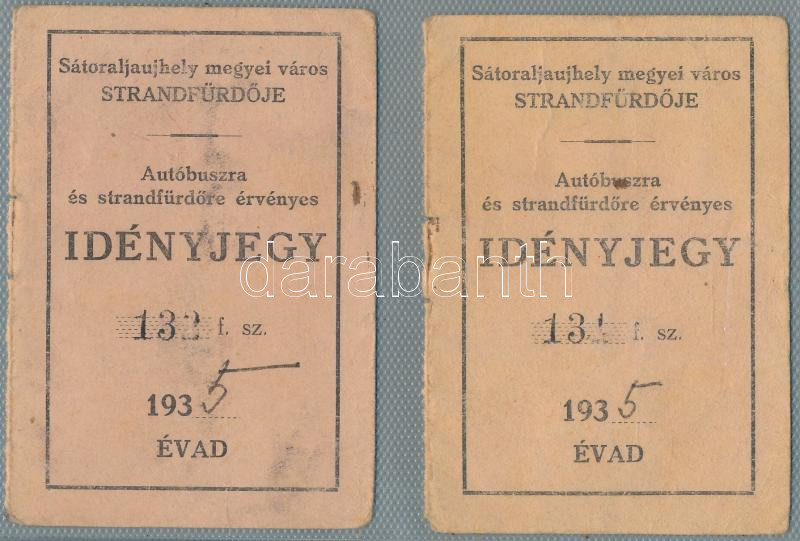 Sátoraljaujhely megyei város
STRANDFÜRDŐJE
Autóbuszra
és strandfürdőre érvényes
IDÉNYJEGY
132 f. sz.
1935
ÉVAD
Sátoraljaujhely megyei város
STRANDFÜRDŐJE
Autóbuszra
és strandfürdőre érvényes
IDÉNYJEGY
f. sz.
1935
ÉVAD
darabanth